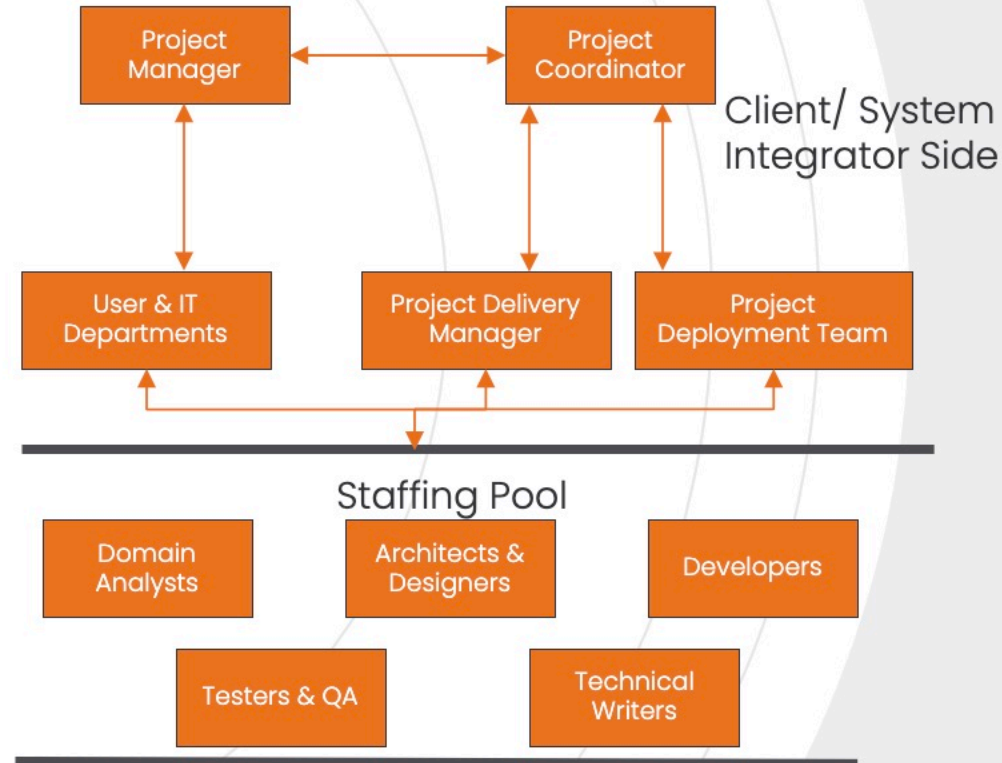 Project
Manager
Project
Coordinator
Client/ System
Integrator Side
User & IT
Departments
Project Delivery
Manager
Project
Deployment Team
Staffing Pool
Domain
Analysts
Architects &
Designers
Developers
Testers & QA
Technical
Writers